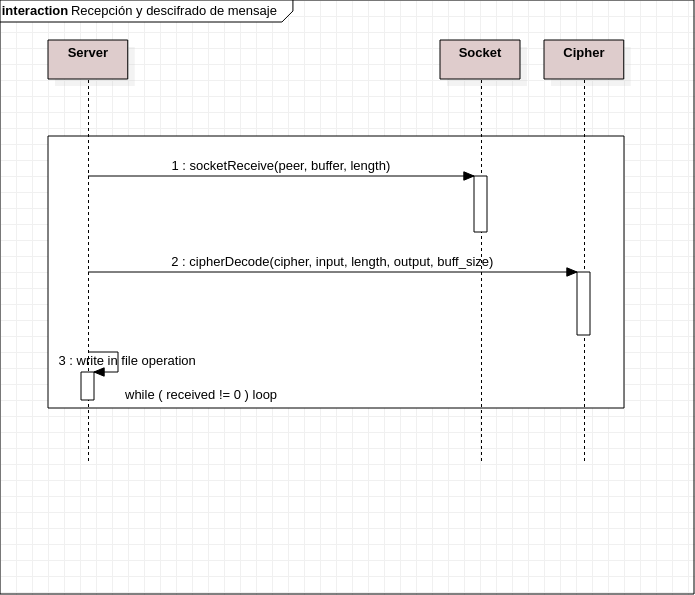 interaction Recepción y descifrado de mensaje
Server
Socket
Cipher
1 : socketReceive(peer, buffer, length)
2 : cipherDecode(cipher, input, length, output, buff_size)
3 : write in file operation
while ( received != 0 ) loop